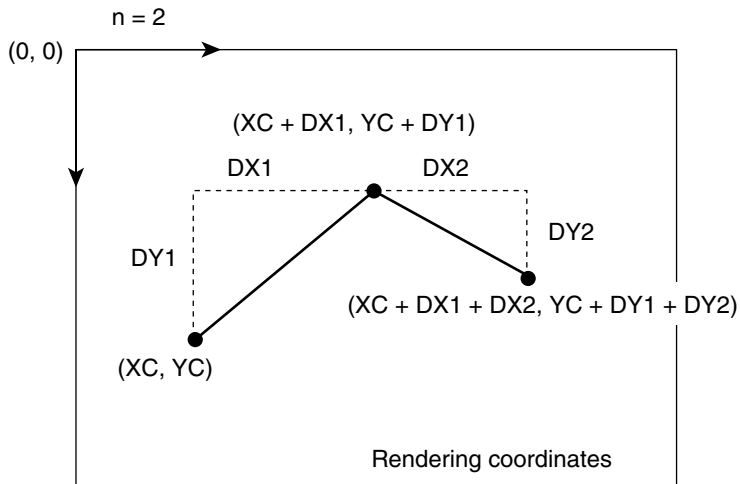 n = 2
(0, 0)
(XC + DX1, YC + DY1)
DX1 DX2
DY1
DY2
(XC + DX1 + DX2, YC + DY1 + DY2)
(XC, YC)
Rendering coordinates